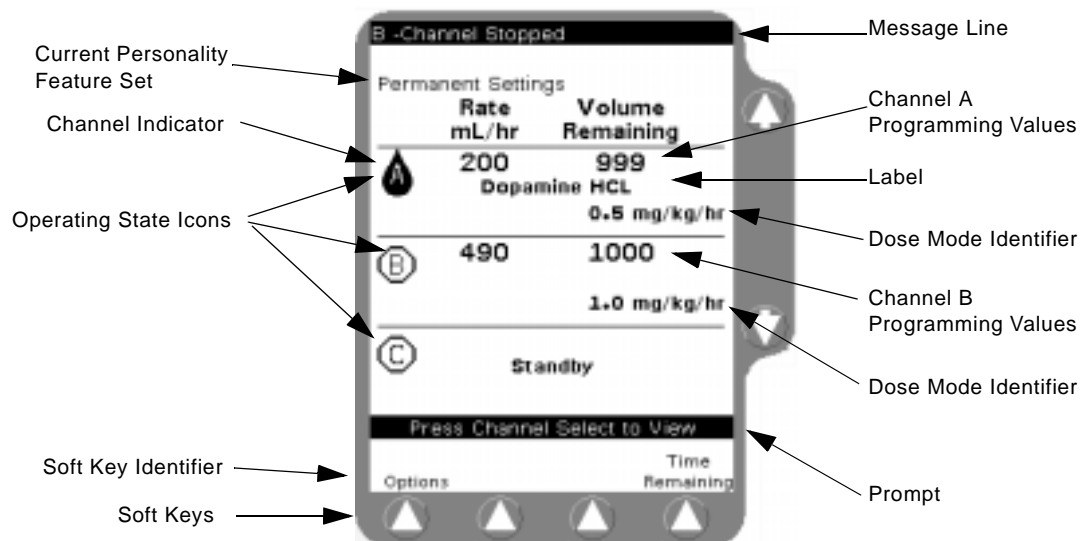 B -Channel Stopped
Permanent Settings
Rate Volume
mL/hr Remaining
A 200 999
Dopamine HCL
0.5 mg/kg/hr
B 490 1000
1.0 mg/kg/hr
C Standby
Press Channel Select to View
Options Time Remaining
Current Personality
Feature Set
Channel Indicator
Operating State Icons
Soft Key Identifier
Soft Keys
Message Line
Channel A
Programming Values
Label
Dose Mode Identifier
Channel B
Programming Values
Dose Mode Identifier
Prompt